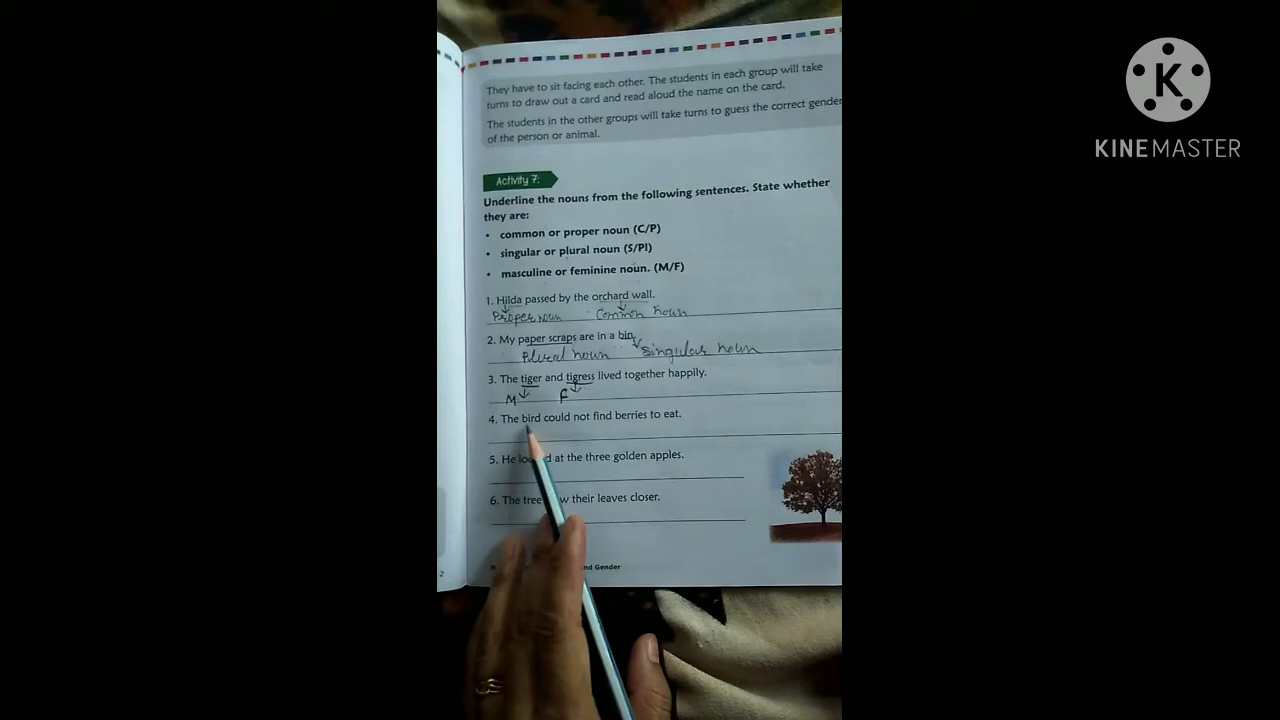 They have to sit facing each other. The students in each group will take
turns to draw out a card and read aloud the name on the card.
The students in the other groups will take turns to guess the correct gender
of the person or animal.
K
KINEMASTER
Activity 7:
Underline the nouns from the following sentences. State whether
they are:
• common or proper noun (C/P)
• singular or plural noun (S/Pl)
• masculine or feminine noun. (M/F)
1. Hilda passed by the orchard wall.
Proper noun Common noun
2. My paper scraps are in a bin.
Plural noun Singular noun
3. The tiger and tigress lived together happily.
M F
4. The bird could not find berries to eat.
5. He at the three golden apples.
6. The their leaves closer.
2 and Gender